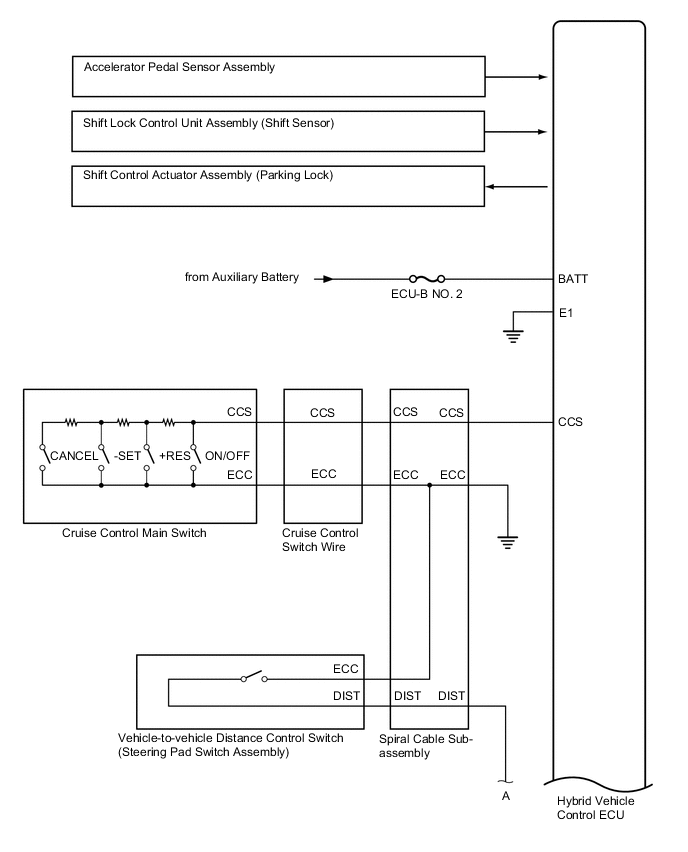 Accelerator Pedal Sensor Assembly
Shift Lock Control Unit Assembly (Shift Sensor)
Shift Control Actuator Assembly (Parking Lock)
from Auxiliary Battery
ECU-B NO. 2
BATT
E1
CCS
CCS
CCS
CCS
CCS
CANCEL
-SET
+RES
ON/OFF
ECC
ECC
ECC
ECC
Cruise Control Main Switch
Cruise Control
Switch Wire
ECC
DIST
DIST
DIST
Vehicle-to-vehicle Distance Control Switch
(Steering Pad Switch Assembly)
Spiral Cable Sub-
assembly
A
Hybrid Vehicle
Control ECU